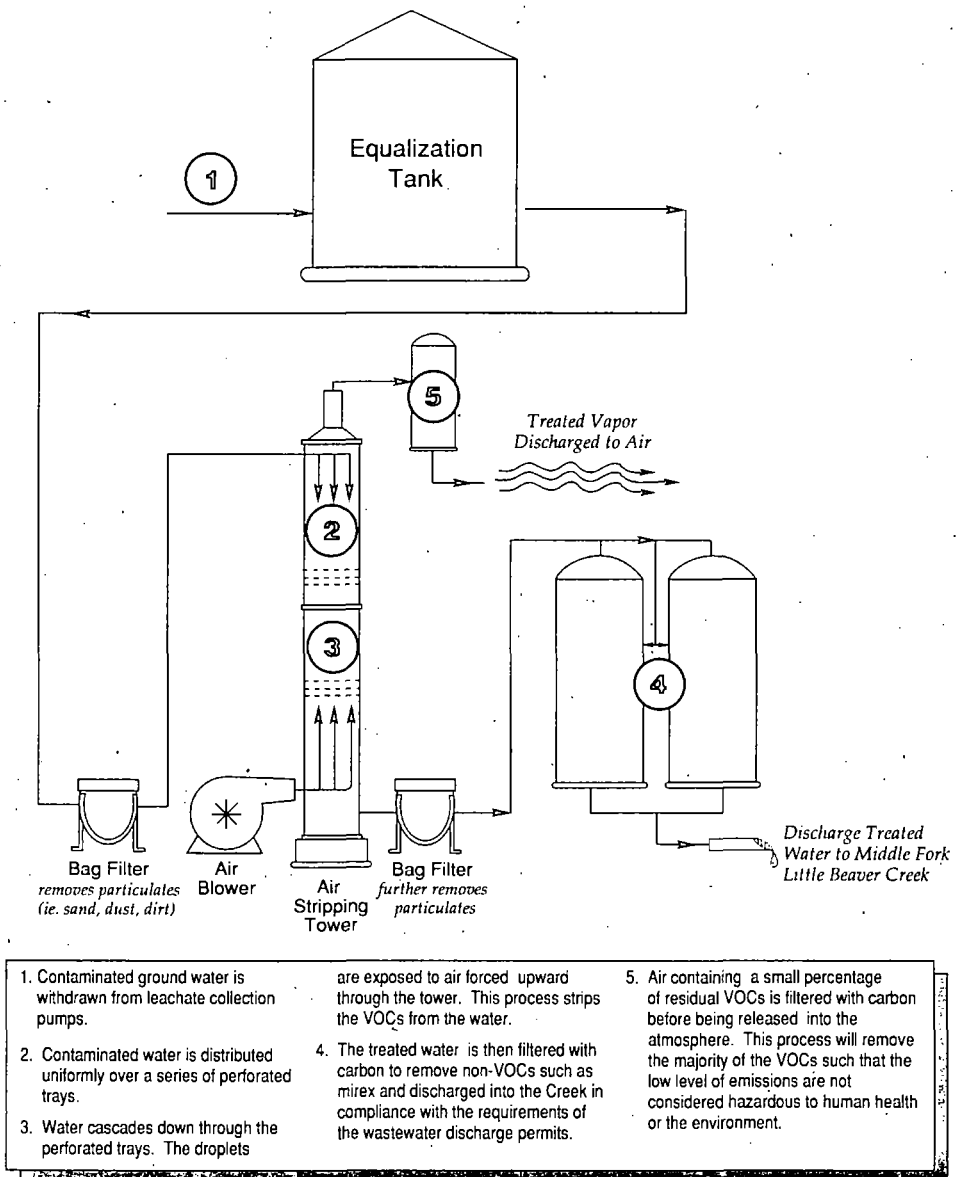 Equalization
Tank
1
5
Treated Vapor
Discharged to Air
2
3
4
Bag Filter
removes particulates
(ie. sand, dust, dirt)
Air
Blower
Air
Stripping
Tower
Bag Filter
further removes
particulates
Discharge Treated
Water to Middle Fork
Little Beaver Creek
1. Contaminated ground water is
withdrawn from leachate collection
pumps.
2. Contaminated water is distributed
uniformly over a series of perforated
trays.
3. Water cascades down through the
perforated trays. The droplets
are exposed to air forced upward
through the tower. This process strips
the VOCs from the water.
4. The treated water is then filtered with
carbon to remove non-VOCs such as
mirex and discharged into the Creek in
compliance with the requirements of
the wastewater discharge permits.
5. Air containing a small percentage
of residual VOCs is filtered with carbon
before being released into the
atmosphere. This process will remove
the majority of the VOCs such that the
low level of emissions are not
considered hazardous to human health
or the environment.